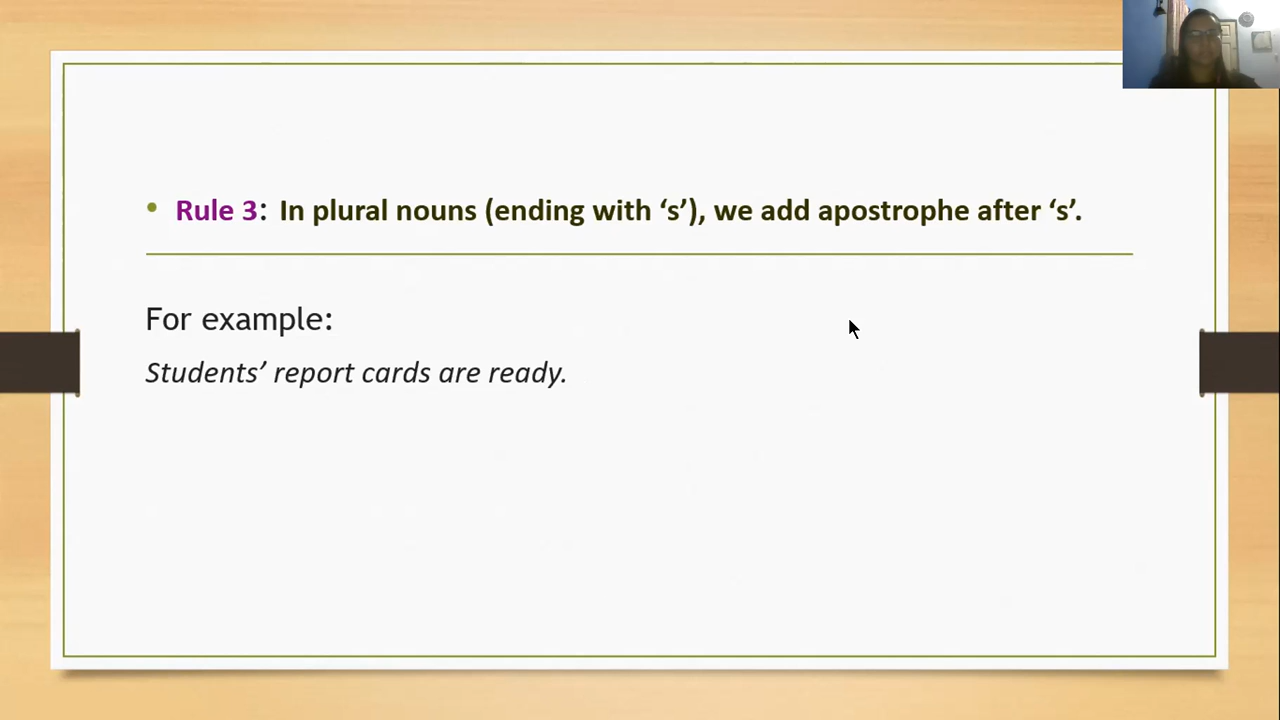 • Rule 3: In plural nouns (ending with ‘s’), we add apostrophe after ‘s’.
For example:
Students’ report cards are ready.